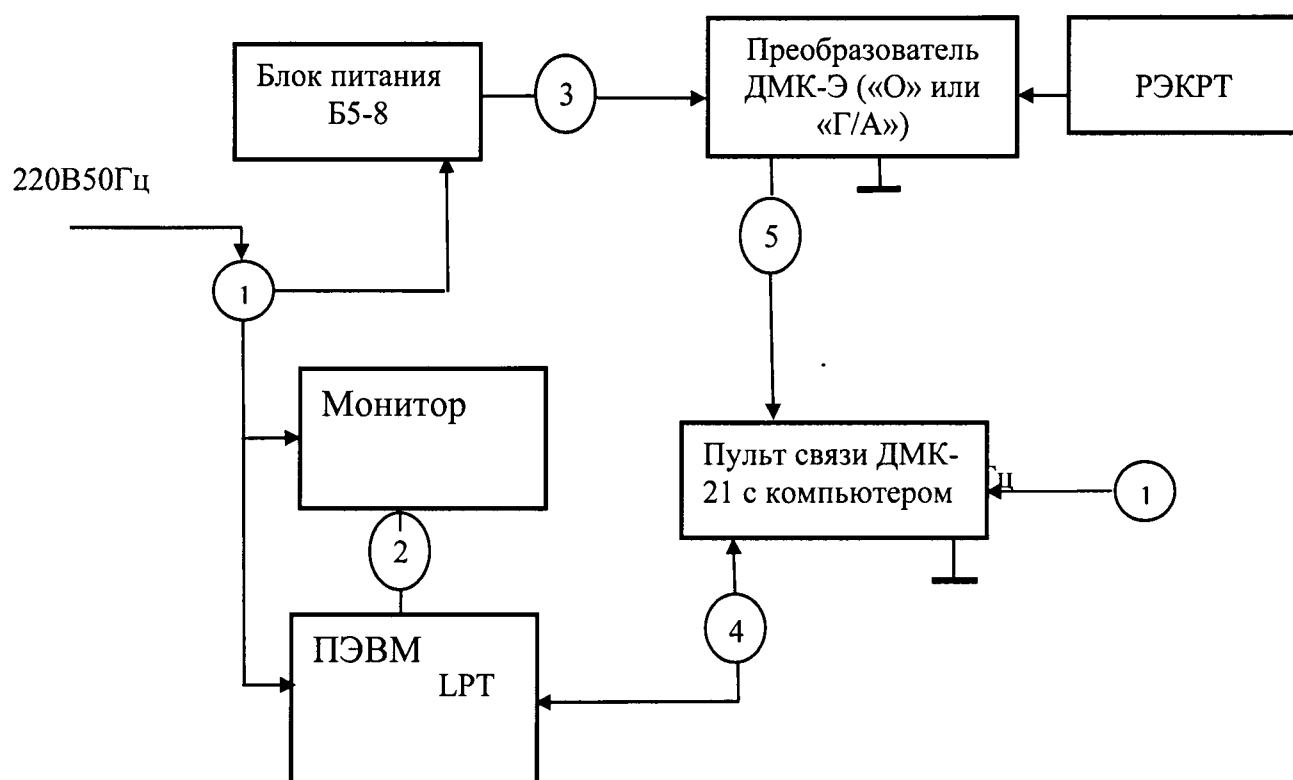 Блок питания
Б5-8
3
Преобразователь
ДМК-Э («О» или
«Г/А»)
РЭКРТ
220В50Гц
1
5
Монитор
Пульт связи ДМК-
21 с компьютером
Гц
1
2
4
ПЭВМ
LPT